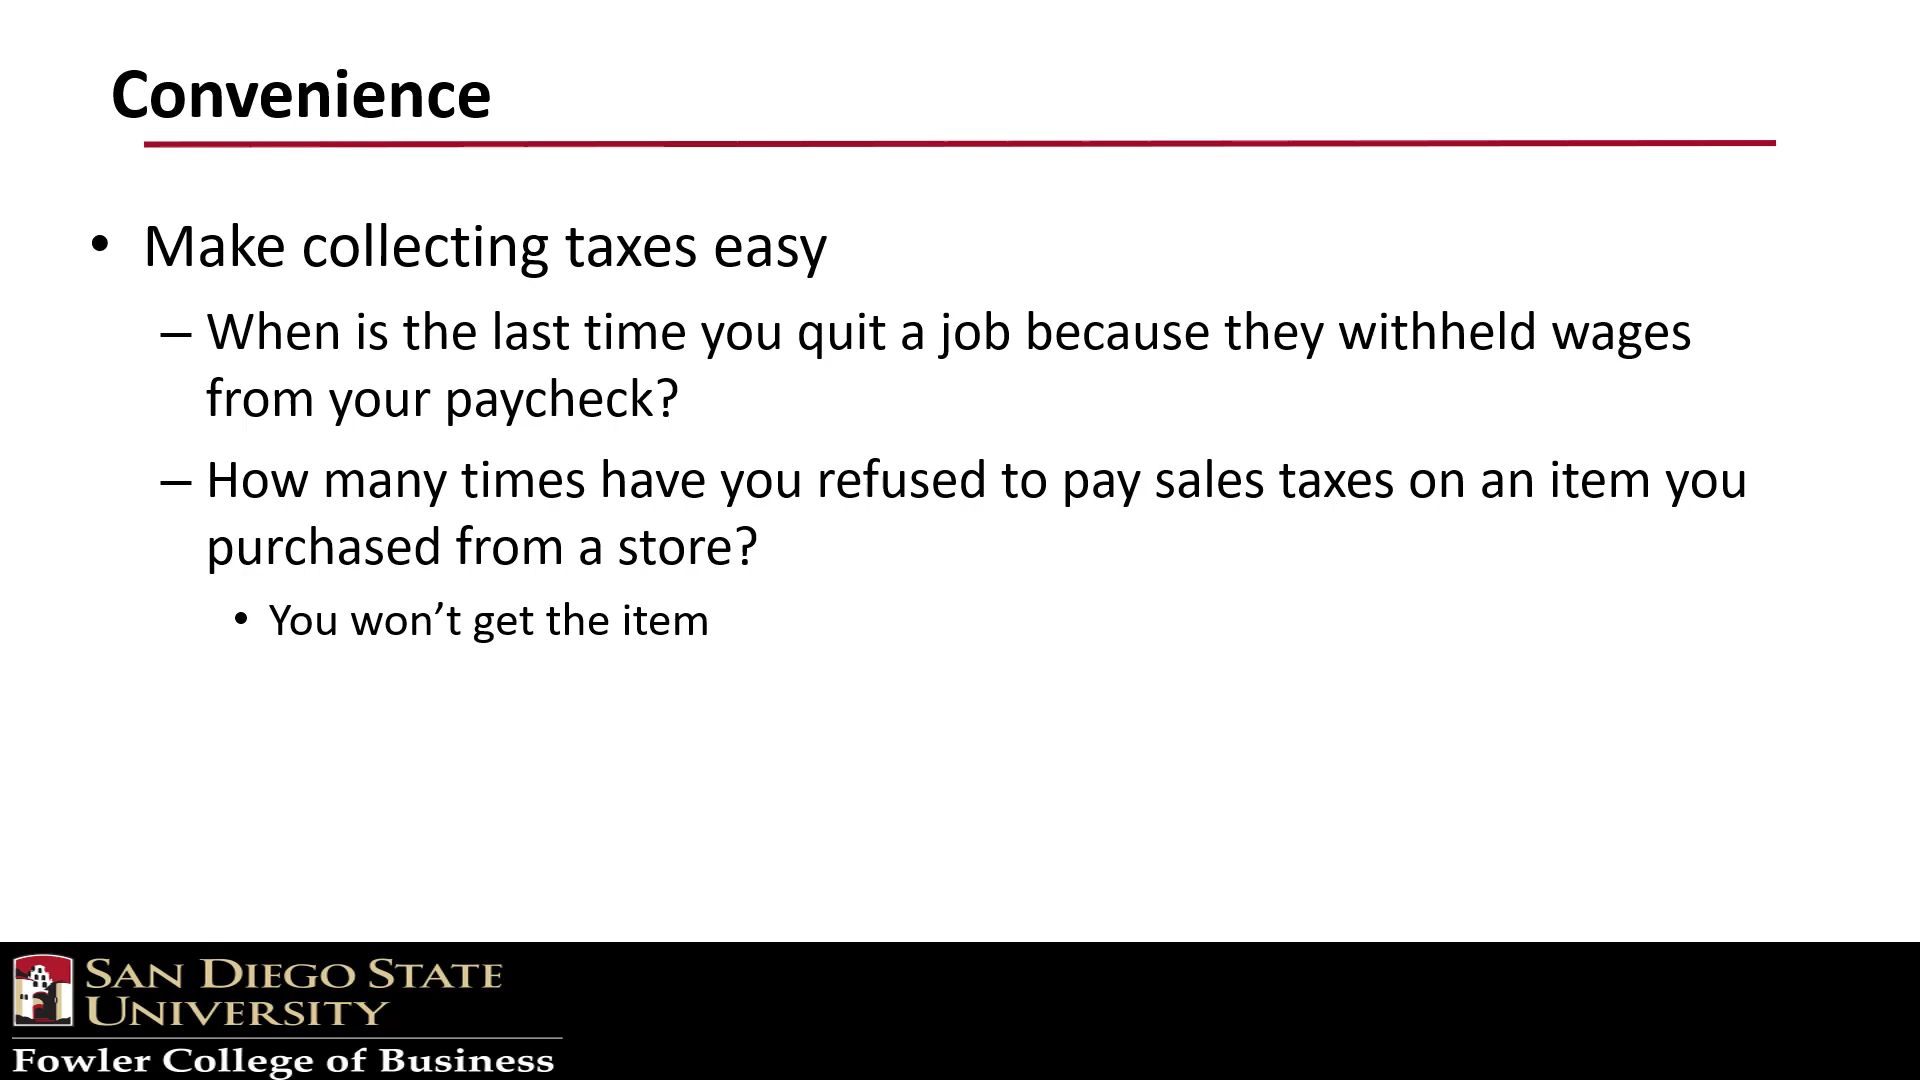 Convenience
• Make collecting taxes easy
– When is the last time you quit a job because they withheld wages
from your paycheck?
– How many times have you refused to pay sales taxes on an item you
purchased from a store?
• You won’t get the item
SAN DIEGO STATE
UNIVERSITY
Fowler College of Business